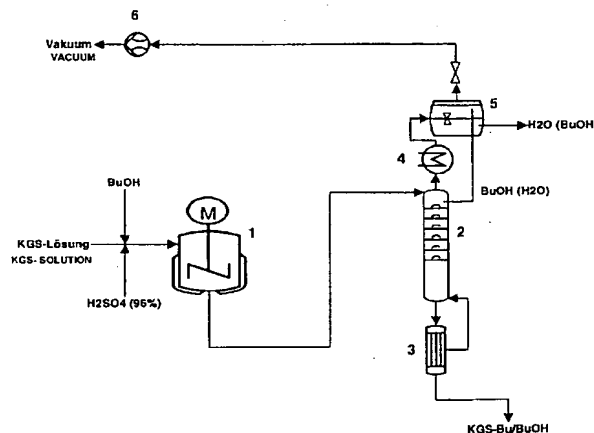 6
Vakuum
VACUUM
5
H2O (BuOH
4
BuOH
BuOH (H2O)
M
1
2
KGS-Lösung
KGS-SOLUTION
H2SO4 (96%)
3
KGS-Bu/BuOH